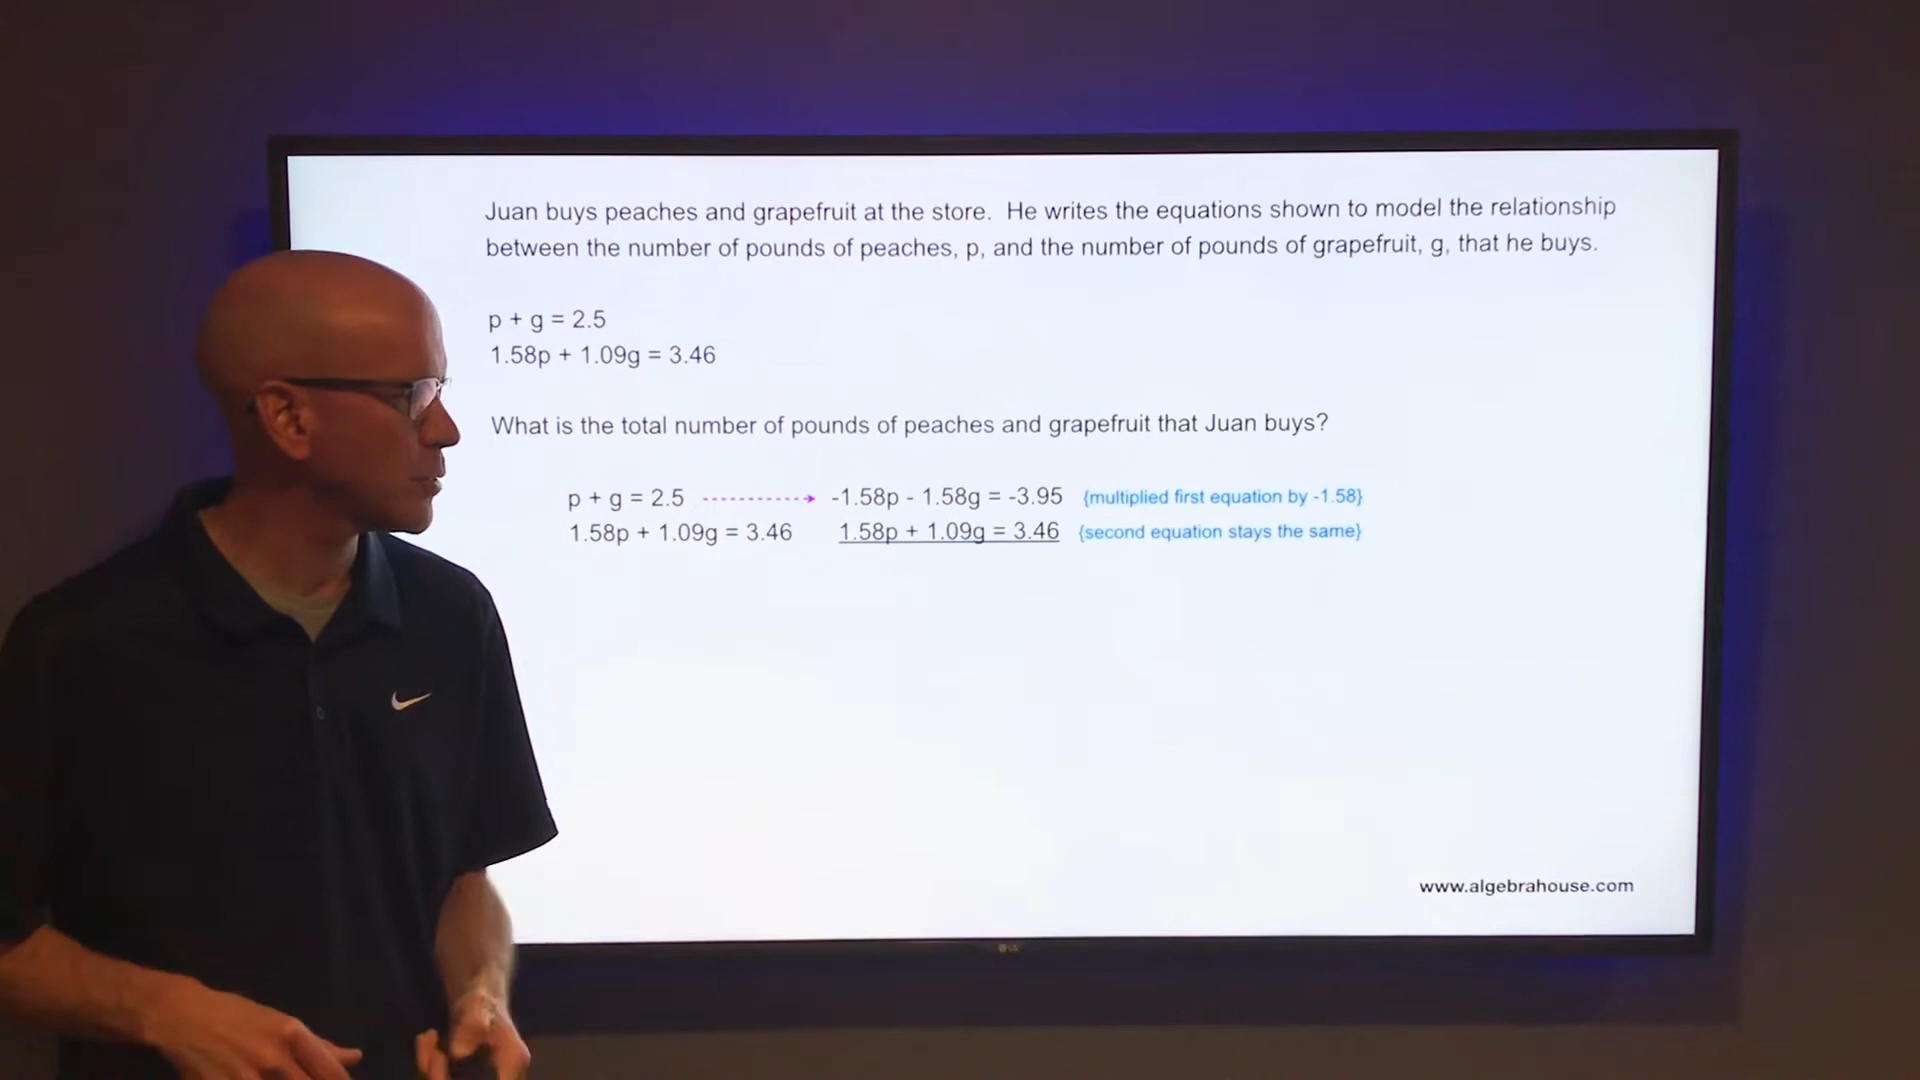 Juan buys peaches and grapefruit at the store. He writes the equations shown to model the relationship
between the number of pounds of peaches, p, and the number of pounds of grapefruit, g, that he buys.
p + g = 2.5
1.58p + 1.09g = 3.46
What is the total number of pounds of peaches and grapefruit that Juan buys?
p + g = 2.5 -1.58p - 1.58g = -3.95 {multiplied first equation by -1.58}
1.58p + 1.09g = 3.46 1.58p + 1.09g = 3.46 {second equation stays the same}
www.algebrahouse.com
LG